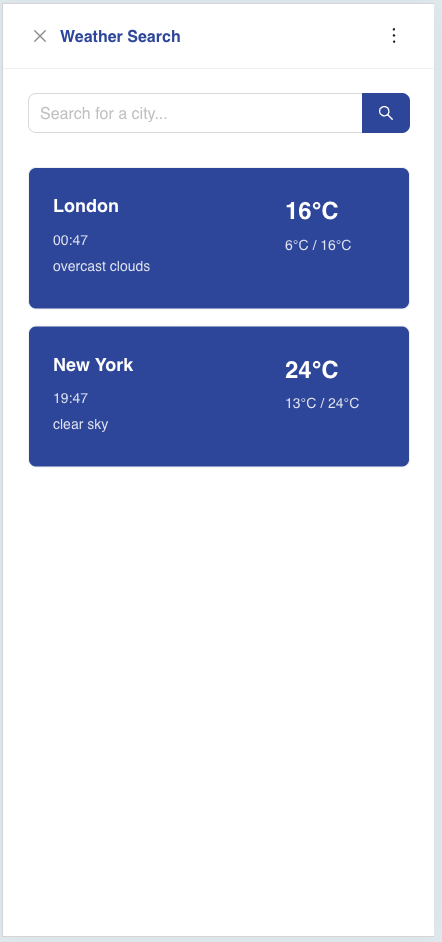 Weather Search
Search for a city...
London
16°C
00:47
6°C / 16°C
overcast clouds
New York
24°C
19:47
13°C / 24°C
clear sky